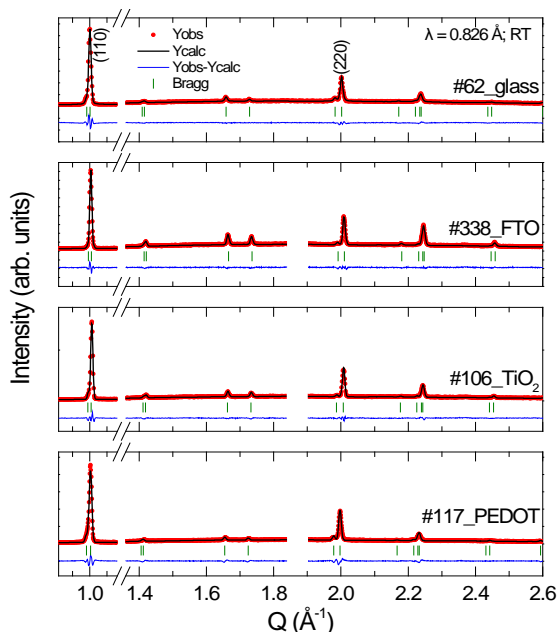 Yobs
Ycalc
Yobs-Ycalc
Bragg
(110)
(220)
λ = 0.826 Å; RT
#62_glass
#338_FTO
#106_TiO₂
#117_PEDOT
Intensity (arb. units)
1.0 1.4 1.6 1.8 2.0 2.2 2.4 2.6
Q (Å⁻¹)